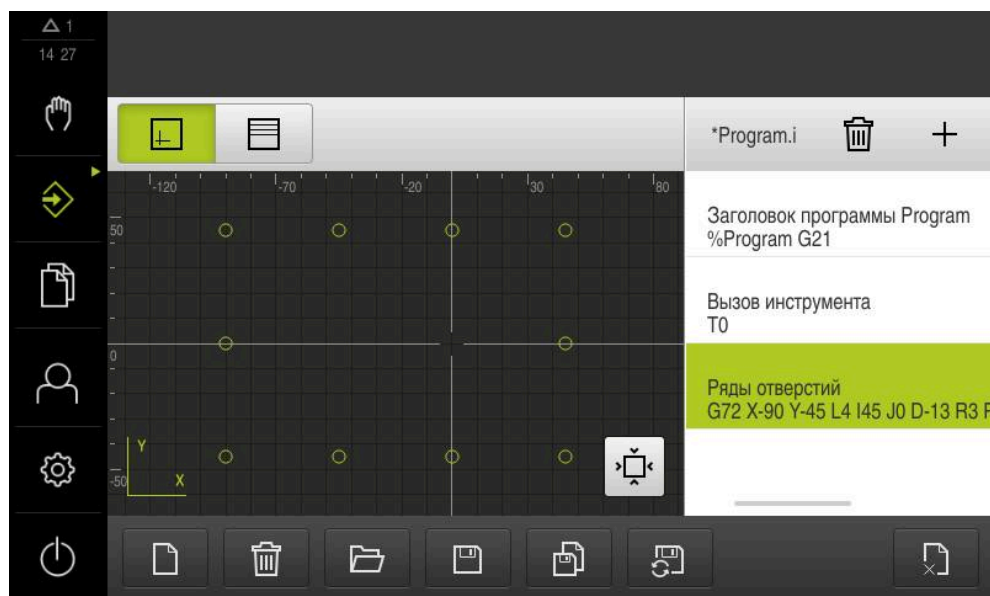 1
14 27
*Program.i
-120
-70
-20
30
80
50
0
-50
Y
X
Заголовок программы Program
%Program G21
Вызов инструмента
T0
Ряды отверстий
G72 X-90 Y-45 L4 I45 J0 D-13 R3